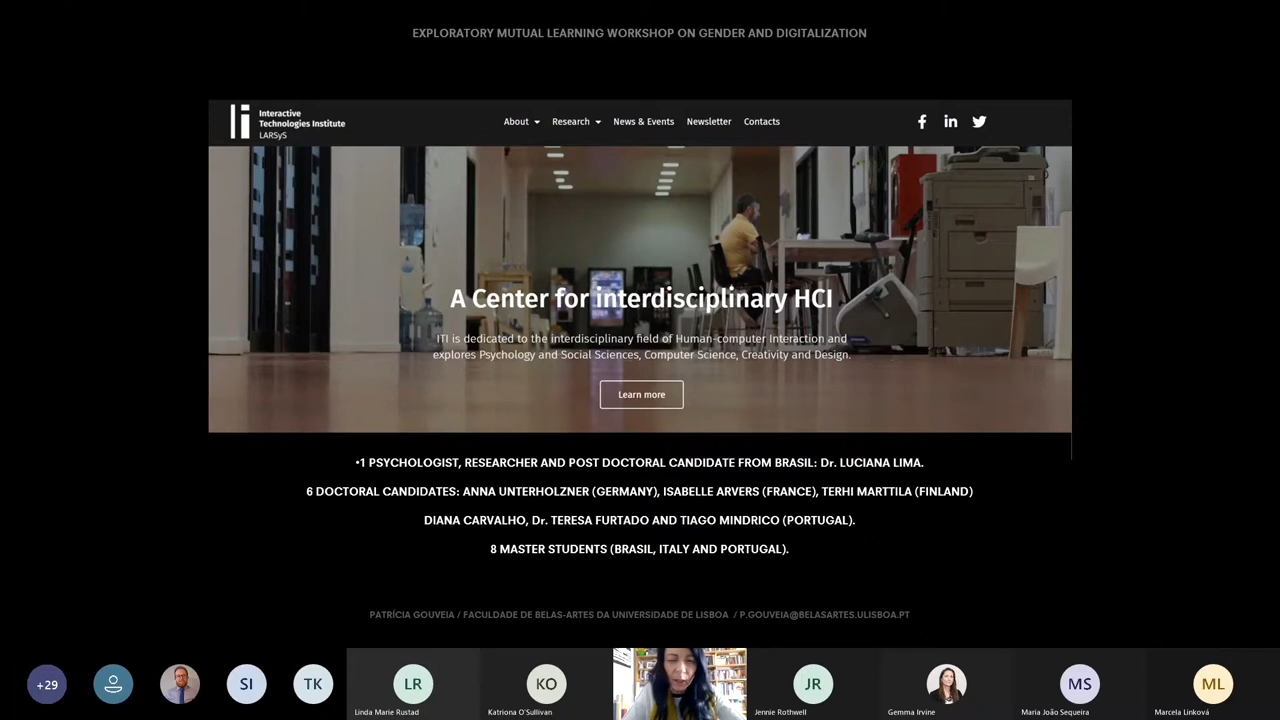 EXPLORATORY MUTUAL LEARNING WORKSHOP ON GENDER AND DIGITALIZATION
Interactive
Technologies Institute
LARSyS
About Research News & Events Newsletter Contacts
A Center for interdisciplinary HCI
ITI is dedicated to the interdisciplinary field of Human-computer Interaction and
explores Psychology and Social Sciences, Computer Science, Creativity and Design.
Learn more
•1 PSYCHOLOGIST, RESEARCHER AND POST DOCTORAL CANDIDATE FROM BRASIL: Dr. LUCIANA LIMA.
6 DOCTORAL CANDIDATES: ANNA UNTERHOLZNER (GERMANY), ISABELLE ARVERS (FRANCE), TERHI MARTTILA (FINLAND)
DIANA CARVALHO, Dr. TERESA FURTADO AND TIAGO MINDRICO (PORTUGAL).
8 MASTER STUDENTS (BRASIL, ITALY AND PORTUGAL).
PATRÍCIA GOUVEIA / FACULDADE DE BELAS-ARTES DA UNIVERSIDADE DE LISBOA / P.GOUVEIA@BELASARTES.ULISBOA.PT
+29 SI TK LR KO JR MS ML
Linda Marie Rustad Katriona O'Sullivan Jennie Rothwell Gemma Irvine Maria João Sequeira Marcela Linková